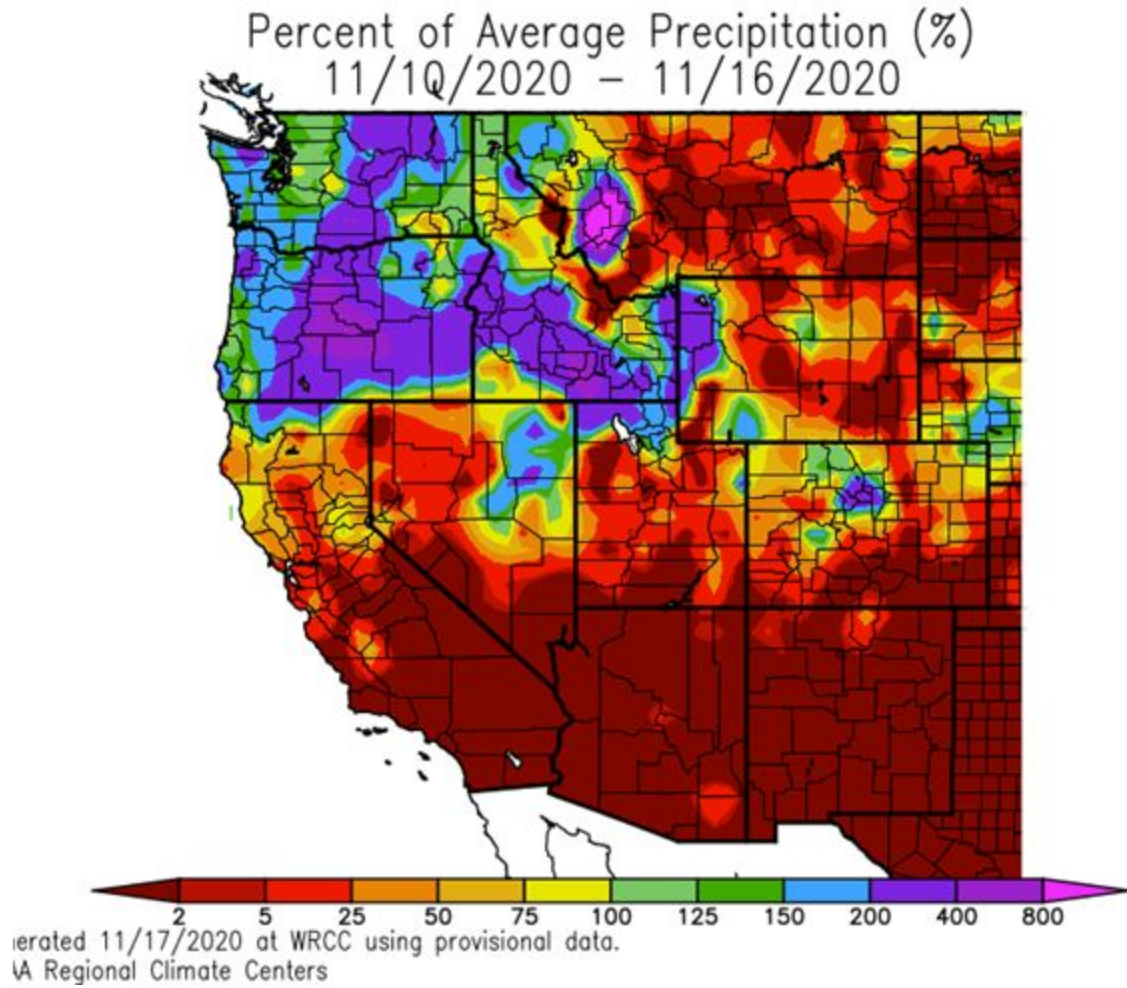 Percent of Average Precipitation (%)
11/10/2020 – 11/16/2020
2 5 25 50 75 100 125 150 200 400 800
erated 11/17/2020 at WRCC using provisional data.
AA Regional Climate Centers